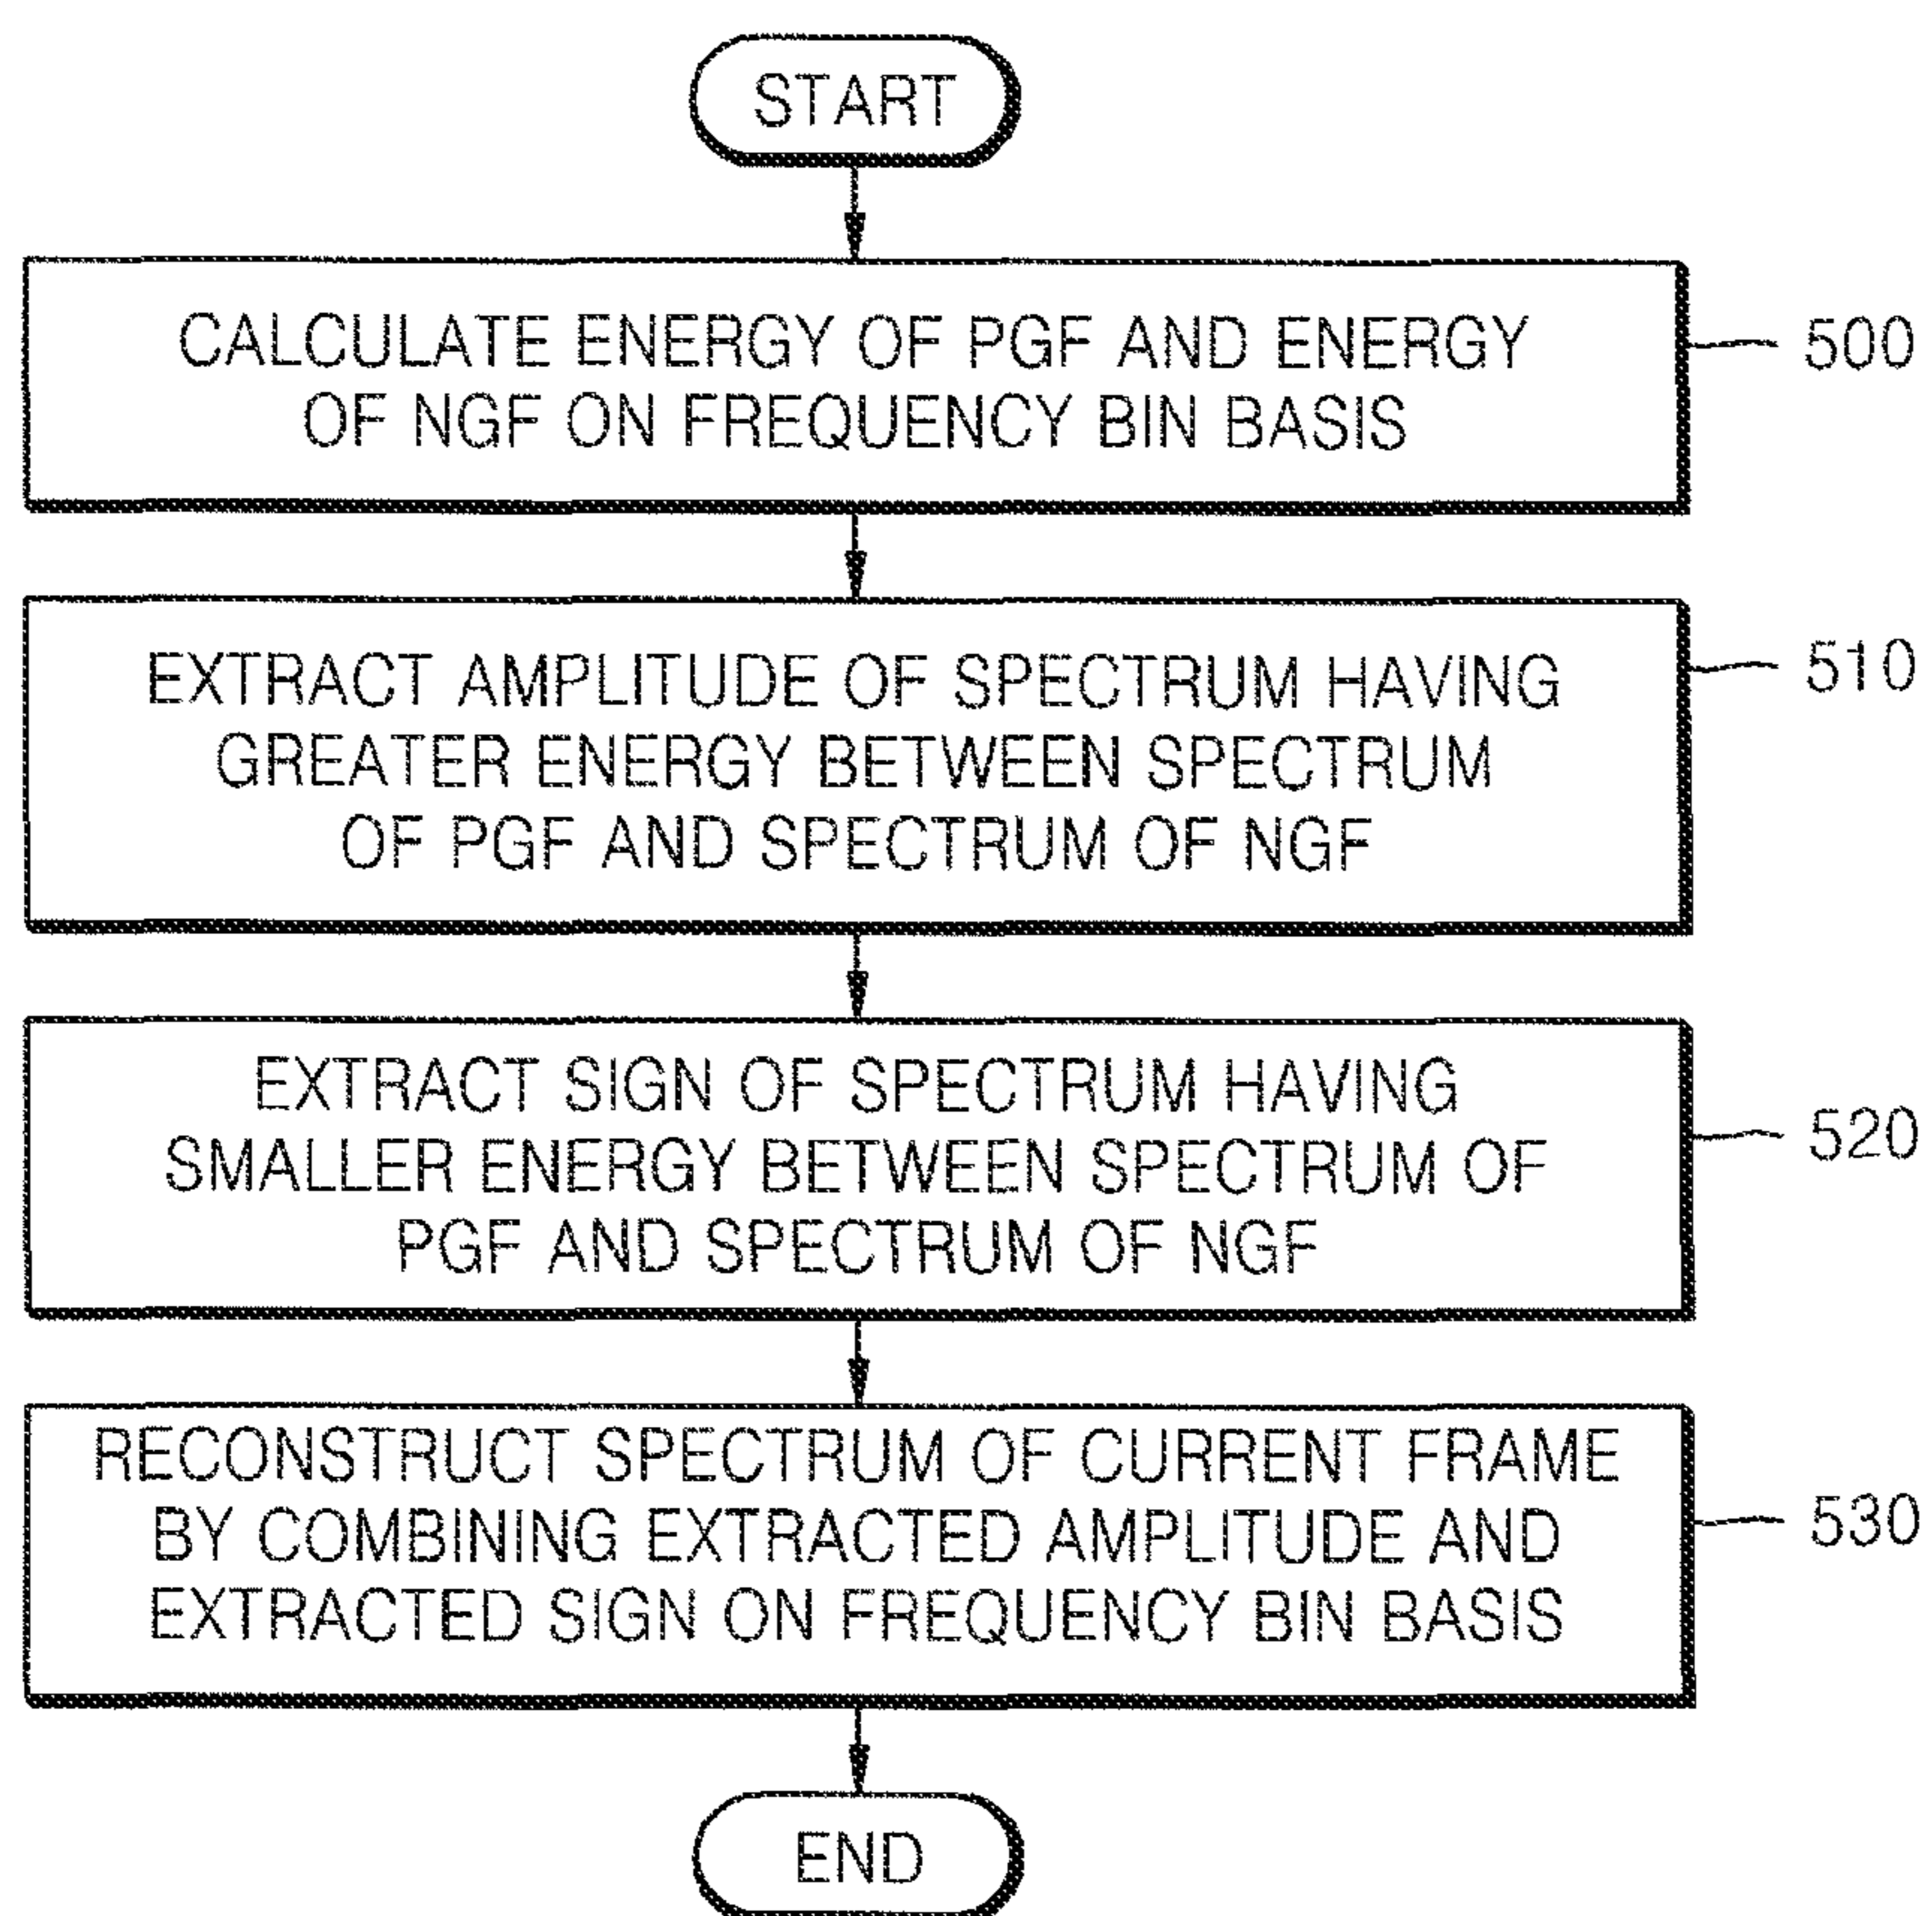 START
CALCULATE ENERGY OF PGF AND ENERGY
OF NGF ON FREQUENCY BIN BASIS
500
EXTRACT AMPLITUDE OF SPECTRUM HAVING
GREATER ENERGY BETWEEN SPECTRUM
OF PGF AND SPECTRUM OF NGF
510
EXTRACT SIGN OF SPECTRUM HAVING
SMALLER ENERGY BETWEEN SPECTRUM OF
PGF AND SPECTRUM OF NGF
520
RECONSTRUCT SPECTRUM OF CURRENT FRAME
BY COMBINING EXTRACTED AMPLITUDE AND
EXTRACTED SIGN ON FREQUENCY BIN BASIS
530
END